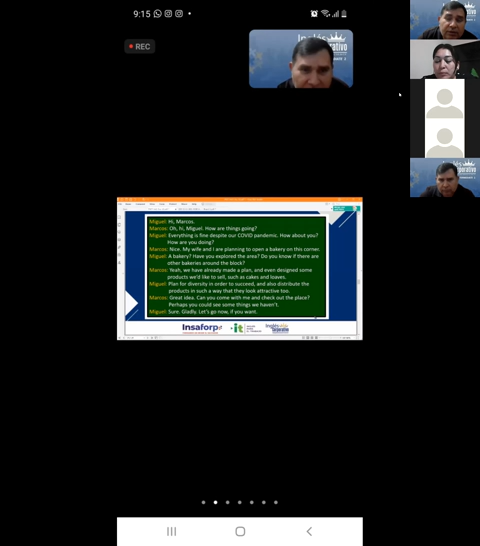 9:15
REC
Miguel: Hi, Marcos.
Marcos: Oh, hi, Miguel. How are things going?
Miguel: Everything is fine despite our COVID pandemic. How about you?
How are you doing?
Marcos: Nice. My wife and I are planning to open a bakery on this corner.
Miguel: A bakery? Have you explored the area? Do you know if there are
other bakeries around the block?
Marcos: Yeah, we have already made a plan, and even designed some
products we'd like to sell, such as cakes and loaves.
Miguel: Plan for diversity in order to succeed, and also distribute the
products in such a way that they look attractive too.
Marcos: Great idea. Can you come with me and check out the place?
Perhaps you could see some things we haven't.
Miguel: Sure. Gladly. Let's go now, if you want.
Insaforp
it
Inglés